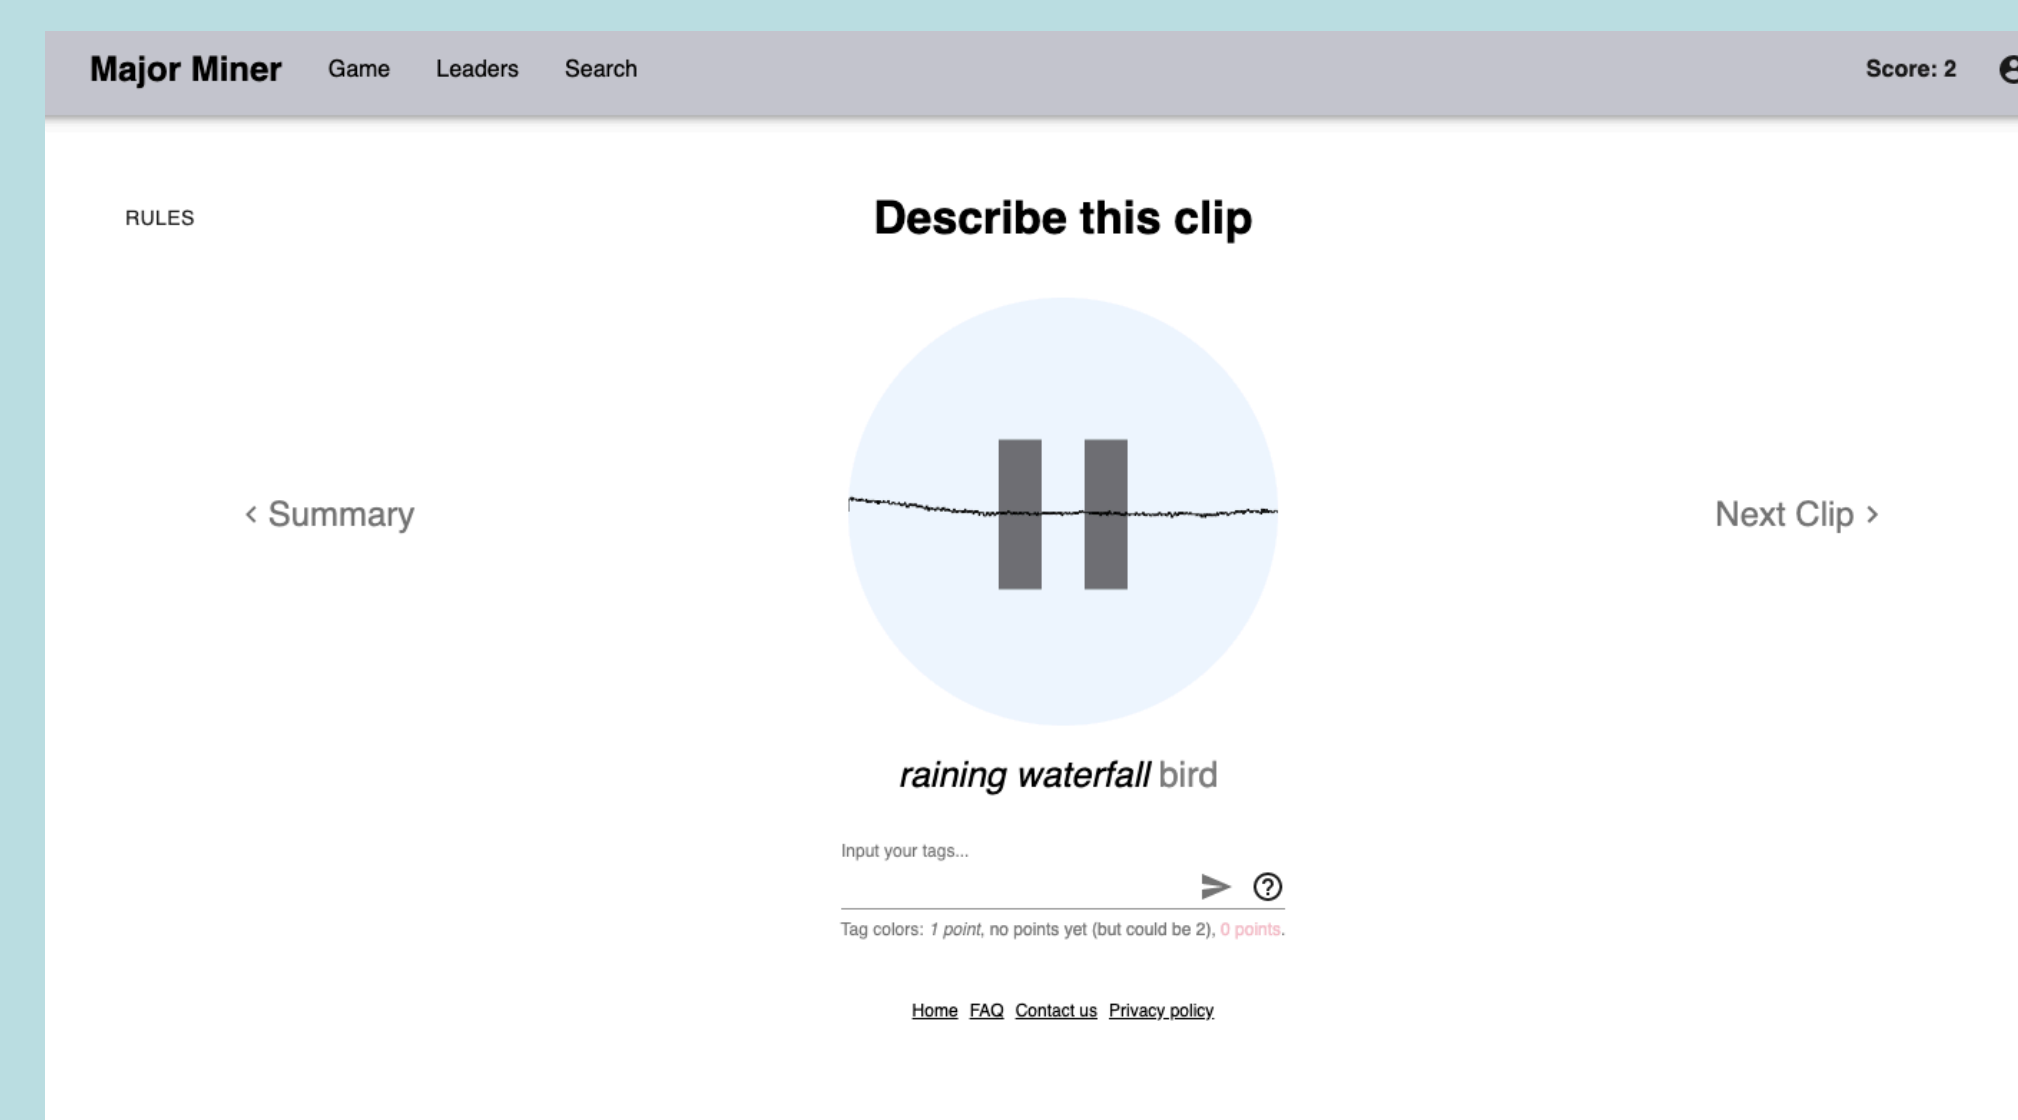 Major Miner Game Leaders Search Score: 2
RULES
Describe this clip
‹ Summary
Next Clip ›
raining waterfall bird
Input your tags...
Tag colors: 1 point, no points yet (but could be 2), 0 points.
Home FAQ Contact us Privacy policy